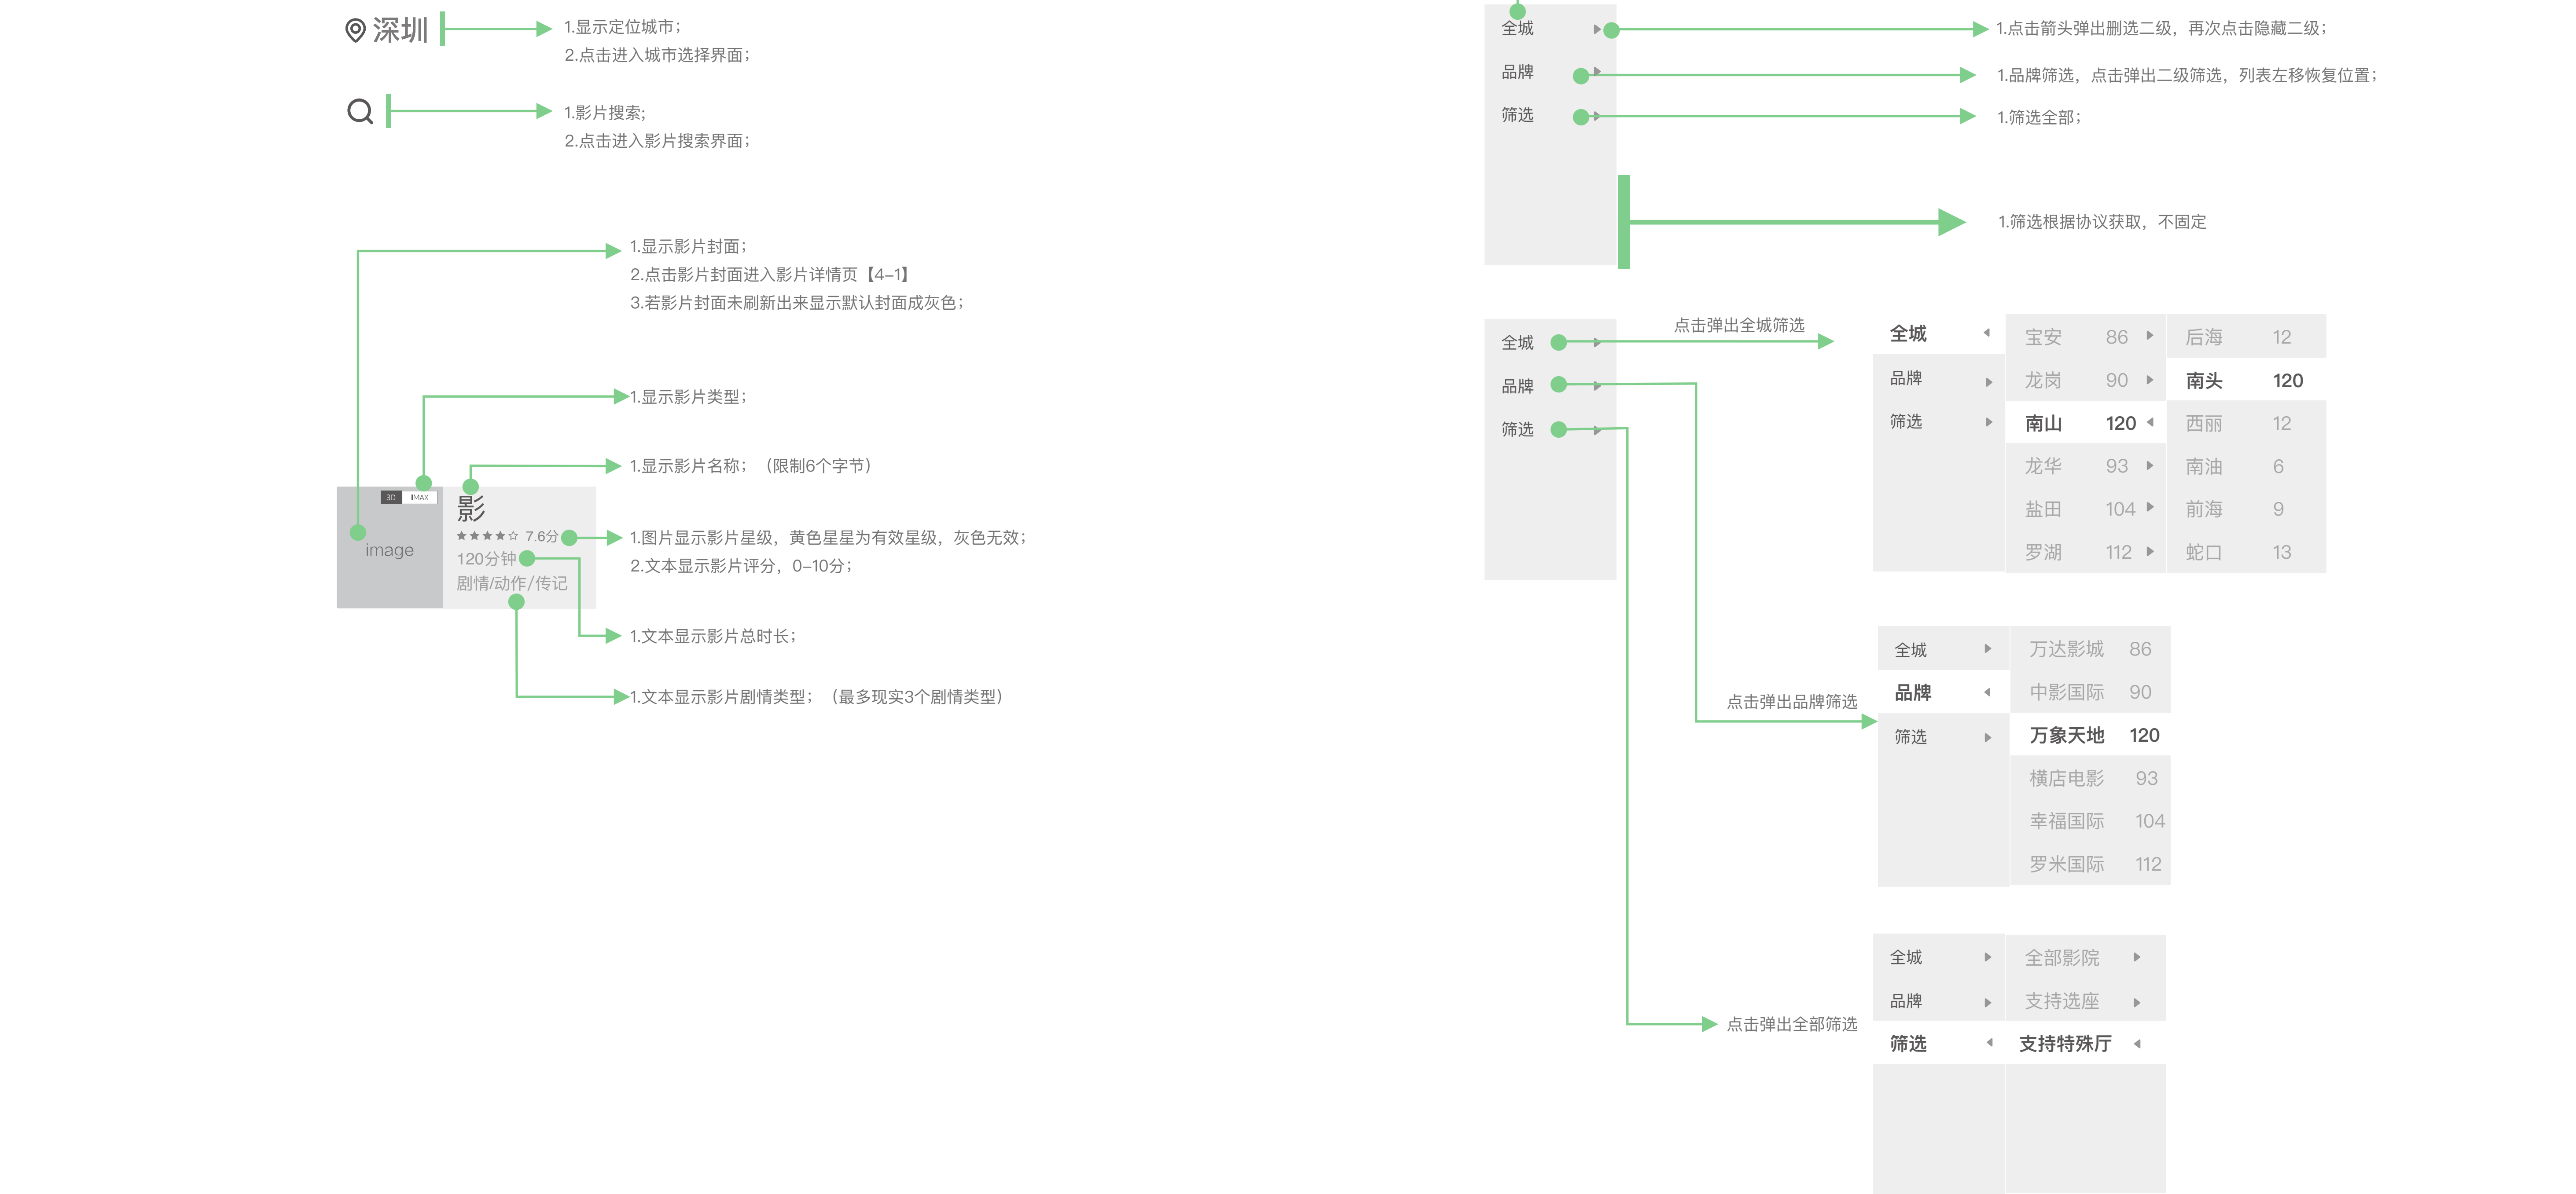 深圳
1.显示定位城市；
2.点击进入城市选择界面；
1.影片搜索;
2.点击进入影片搜索界面；
1.显示影片封面；
2.点击影片封面进入影片详情页【4-1】
3.若影片封面未刷新出来显示默认封面成灰色；
1.显示影片类型；
1.显示影片名称；（限制6个字节）
3D IMAX
影
image
7.6分
120分钟
剧情/动作/传记
1.图片显示影片星级，黄色星星为有效星级，灰色无效；
2.文本显示影片评分，0-10分；
1.文本显示影片总时长；
1.文本显示影片剧情类型；（最多现实3个剧情类型）
全城
品牌
筛选
1.点击箭头弹出删选二级，再次点击隐藏二级；
1.品牌筛选，点击弹出二级筛选，列表左移恢复位置；
1.筛选全部；
1.筛选根据协议获取，不固定
全城
品牌
筛选
点击弹出全城筛选
全城
品牌
筛选
宝安 86
龙岗 90
南山 120
龙华 93
盐田 104
罗湖 112
后海 12
南头 120
西丽 12
南油 6
前海 9
蛇口 13
点击弹出品牌筛选
全城
品牌
筛选
万达影城 86
中影国际 90
万象天地 120
横店电影 93
幸福国际 104
罗米国际 112
点击弹出全部筛选
全城
品牌
筛选
全部影院
支持选座
支持特殊厅